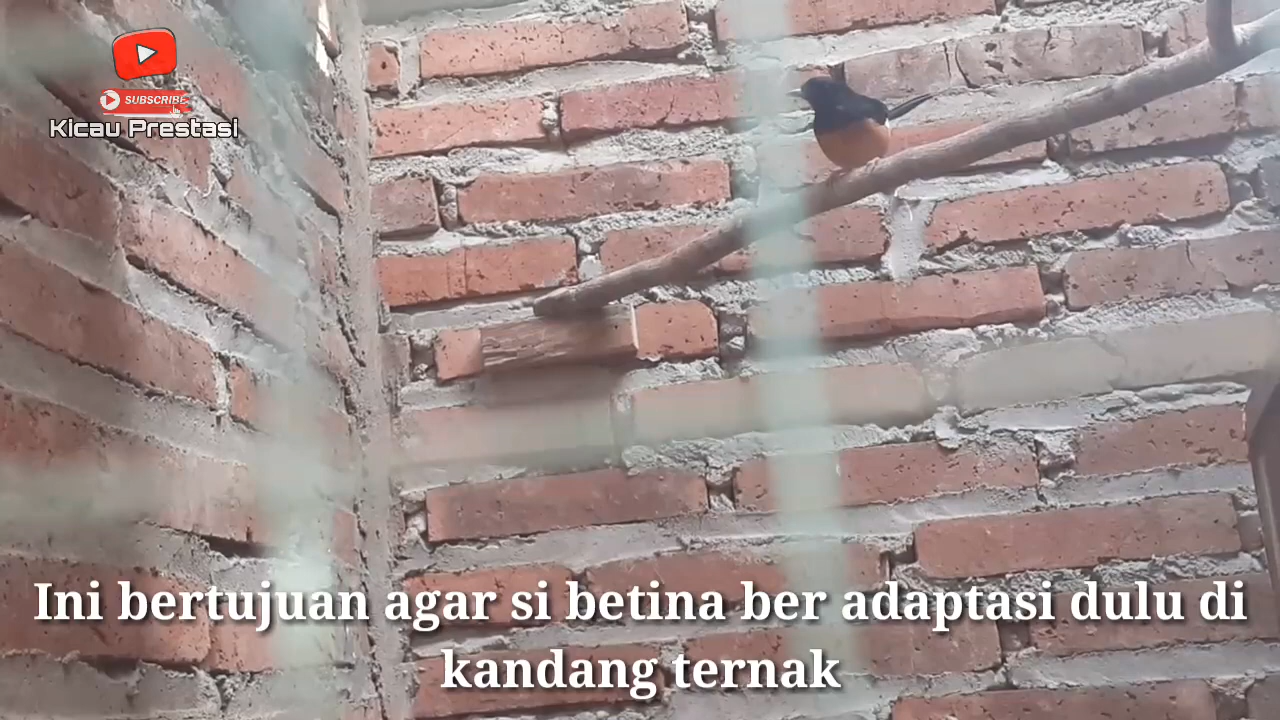 SUBSCRIBE
Kicau Prestasi
Ini bertujuan agar si betina ber adaptasi dulu di
kandang ternak